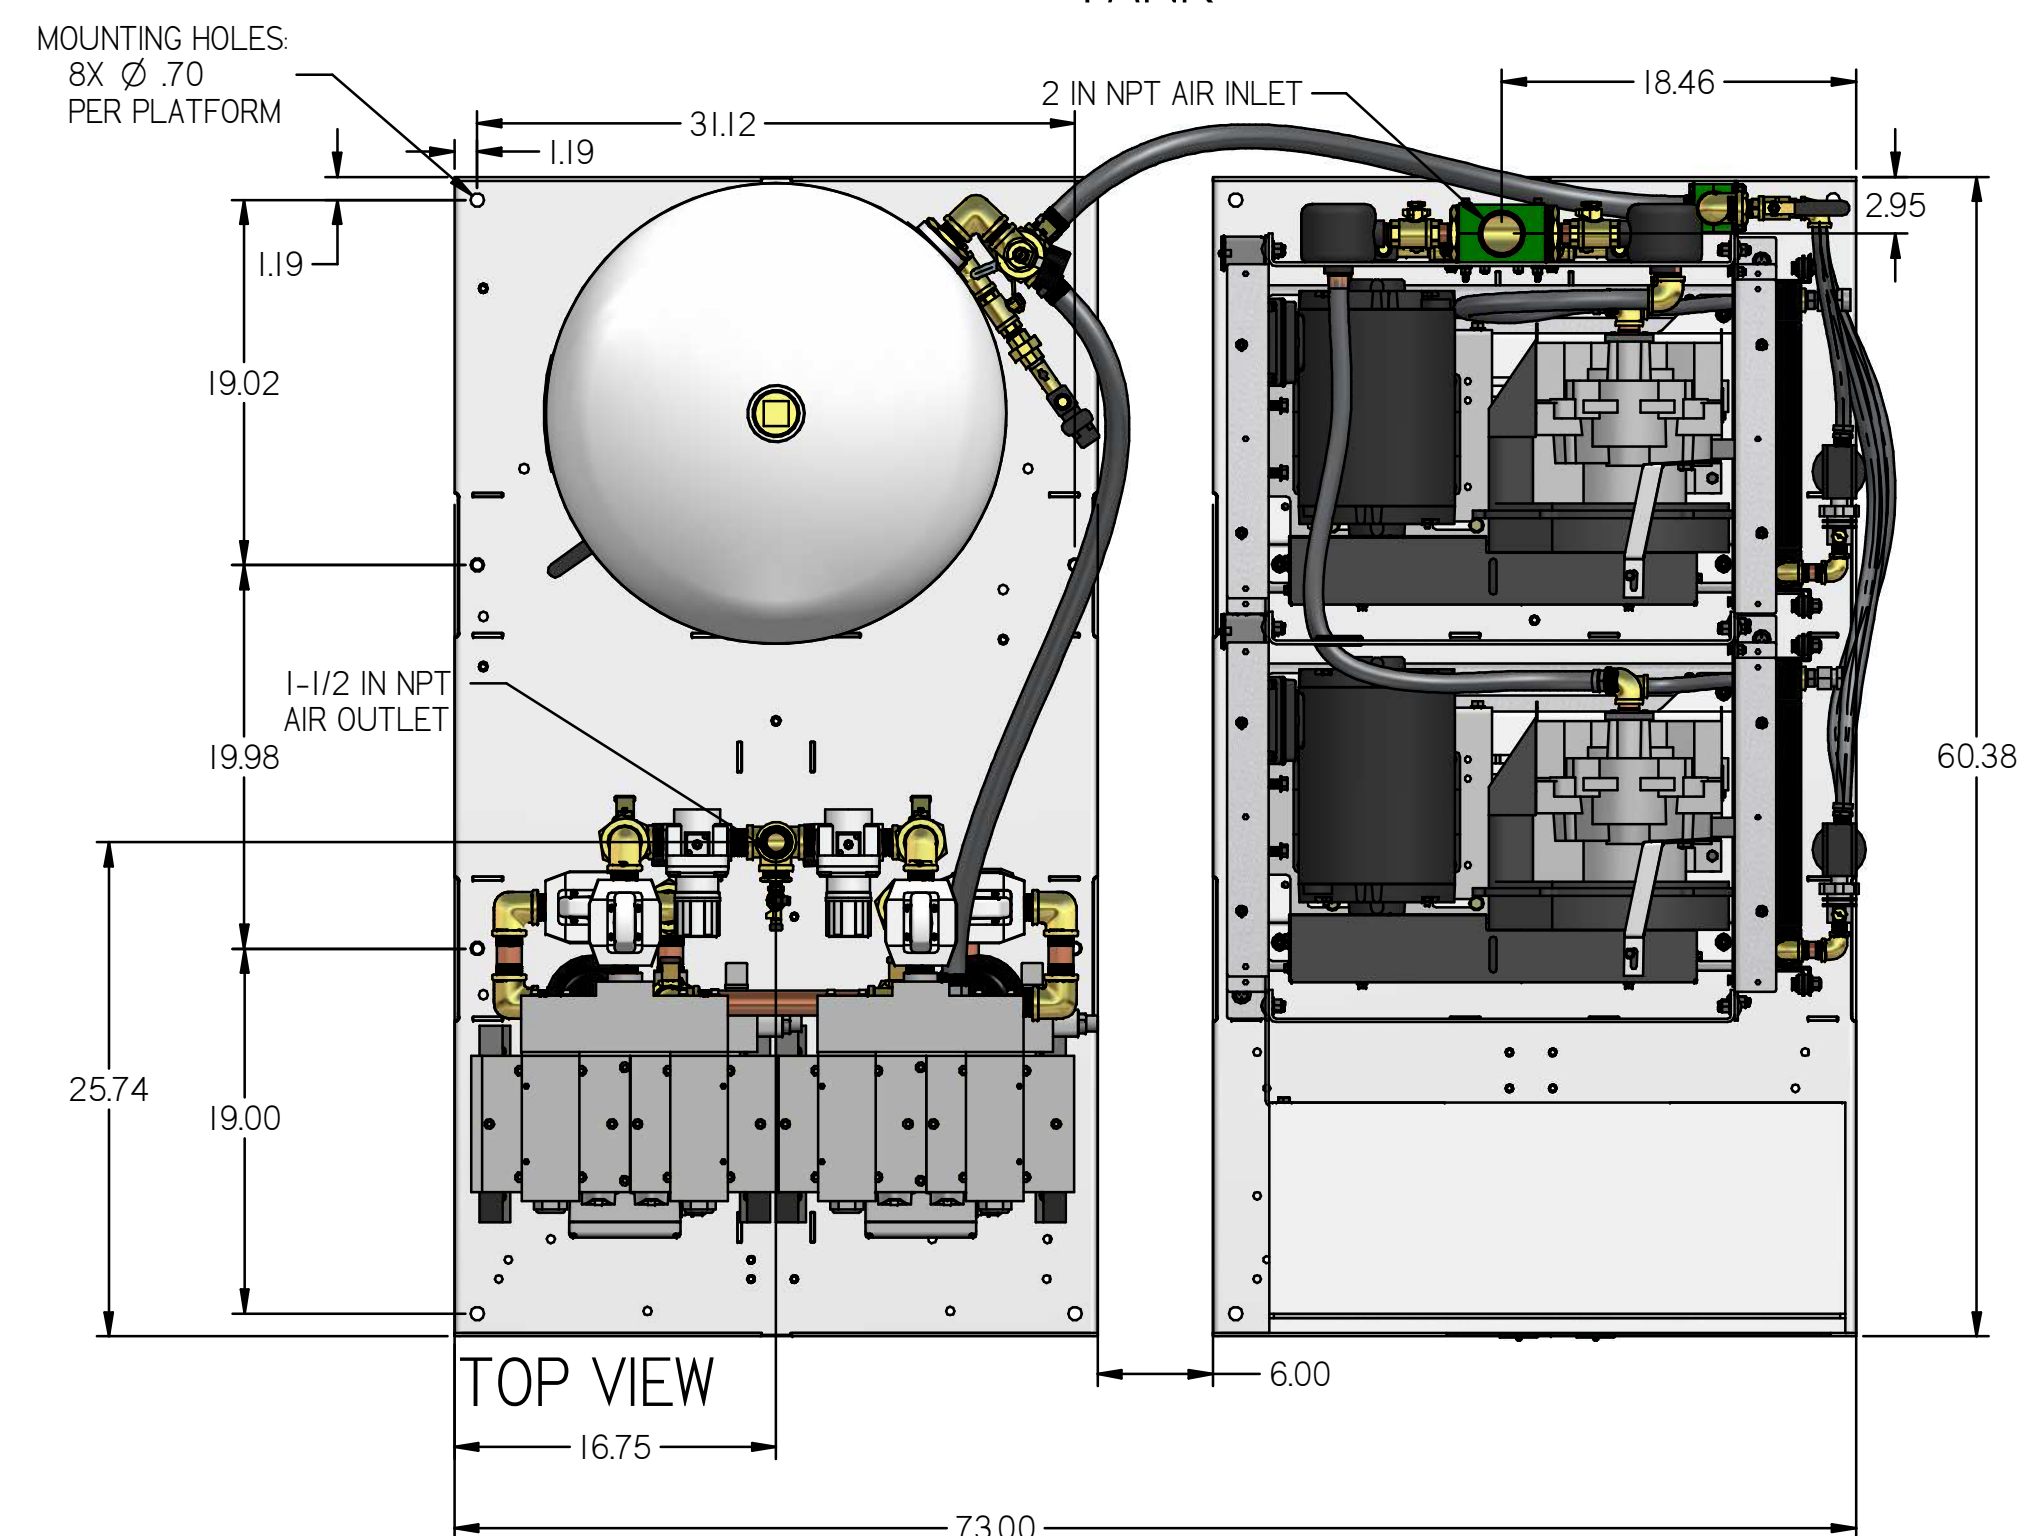 MOUNTING HOLES:
8X Ø .70
PER PLATFORM
2 IN NPT AIR INLET
18.46
31.12
1.19
2.95
1.19
19.02
1-1/2 IN NPT
AIR OUTLET
19.98
60.38
25.74
19.00
TOP VIEW
6.00
16.75
73.00